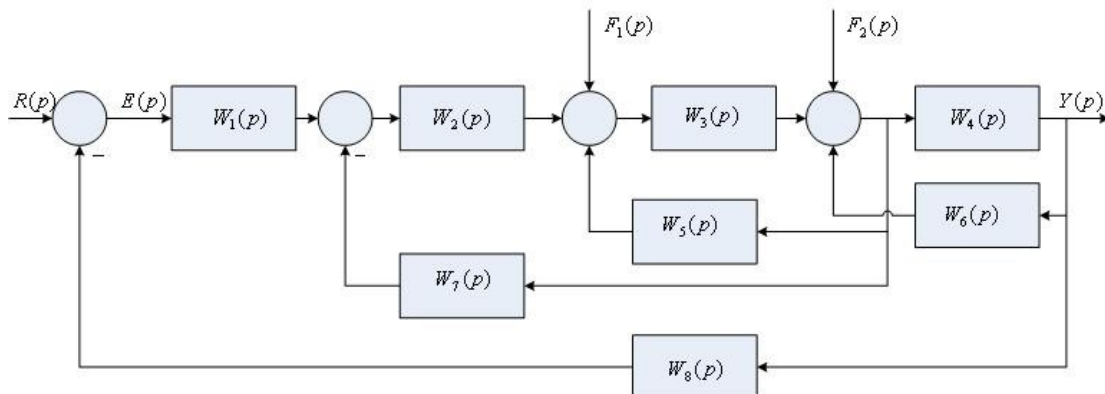 F₁(p) F₂(p)
R(p) E(p) W₁(p) W₂(p) W₃(p) W₄(p) Y(p)
− −
W₅(p) W₆(p)
W₇(p)
W₈(p)